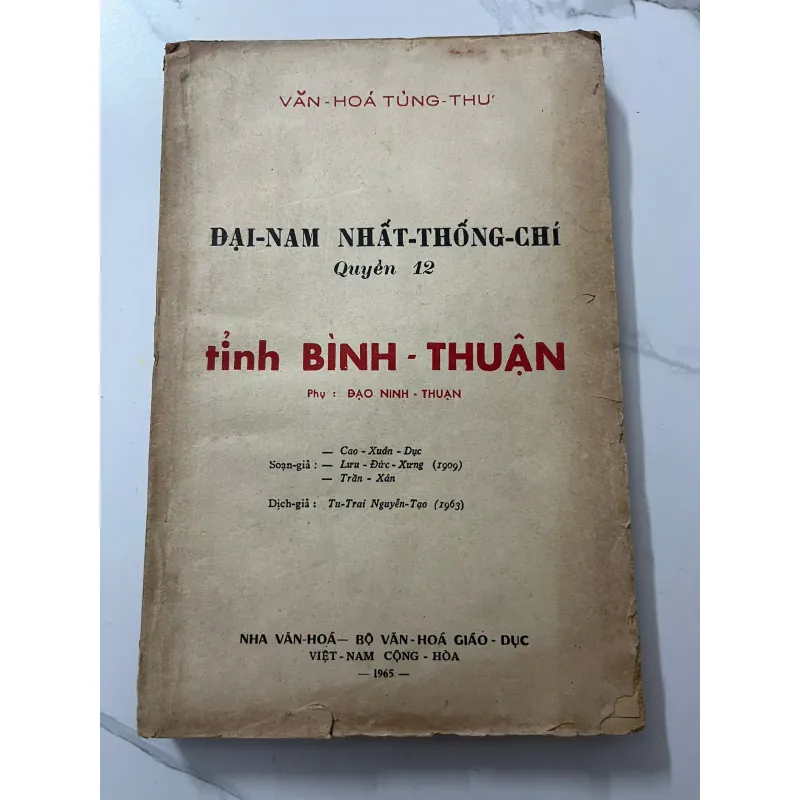 VĂN-HOÁ TÙNG-THƯ
ĐẠI-NAM NHẤT-THỐNG-CHÍ
Quyển 12
tỉnh BÌNH - THUẬN
Phụ : ĐẠO NINH - THUẬN
— Cao - Xuân - Dục
Soạn-giả : — Lưu - Đức - Xưng (1909)
— Trần - Xán
Dịch-giả : Tu-Trai Nguyễn-Tạo (1963)
NHA VĂN-HOÁ — BỘ VĂN-HOÁ GIÁO-DỤC
VIỆT-NAM CỘNG-HÒA
— 1965 —